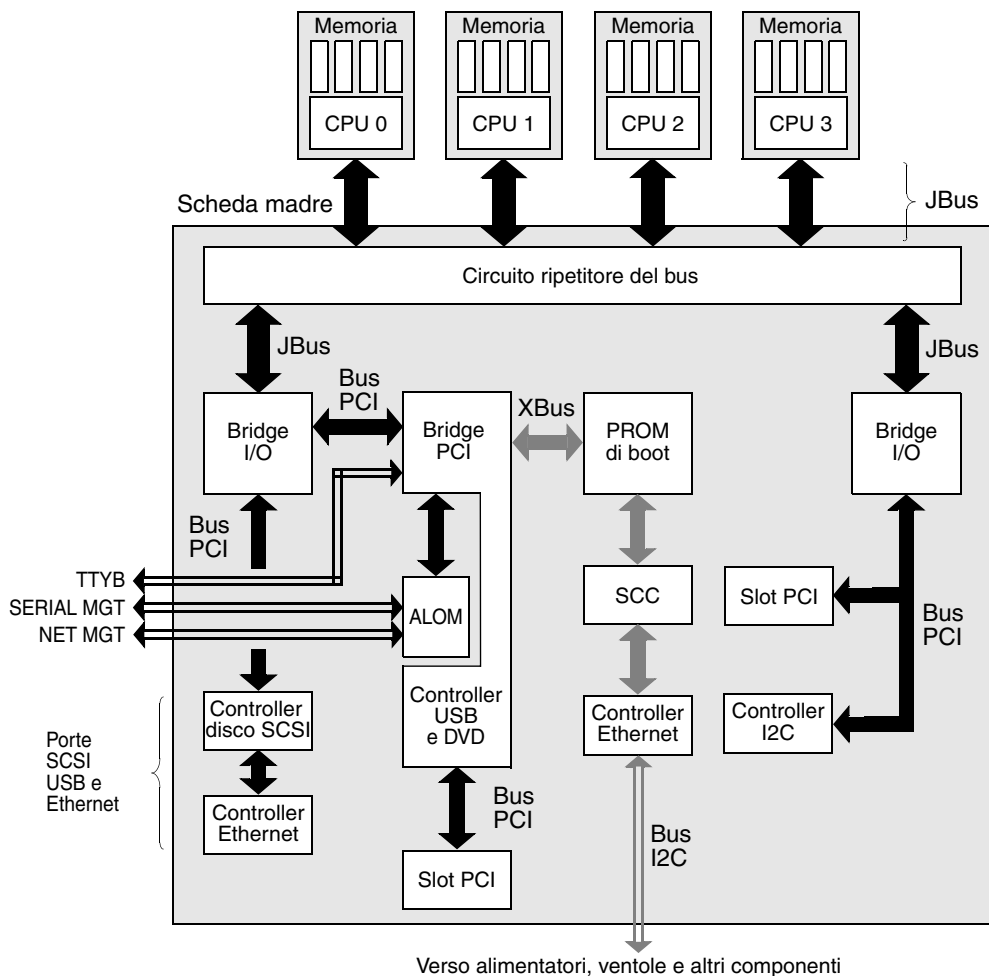 Memoria
Memoria
Memoria
Memoria
CPU 0
CPU 1
CPU 2
CPU 3
Scheda madre
JBus
Circuito ripetitore del bus
JBus
JBus
Bus
PCI
XBus
Bridge
I/O
Bridge
PCI
PROM
di boot
Bridge
I/O
Bus
PCI
TTYB
SERIAL MGT
NET MGT
ALOM
SCC
Slot PCI
Bus
PCI
Controller
disco SCSI
Controller
USB
e DVD
Controller
Ethernet
Controller
I2C
Porte
SCSI
USB e
Ethernet
Controller
Ethernet
Bus
PCI
Bus
I2C
Slot PCI
Verso alimentatori, ventole e altri componenti